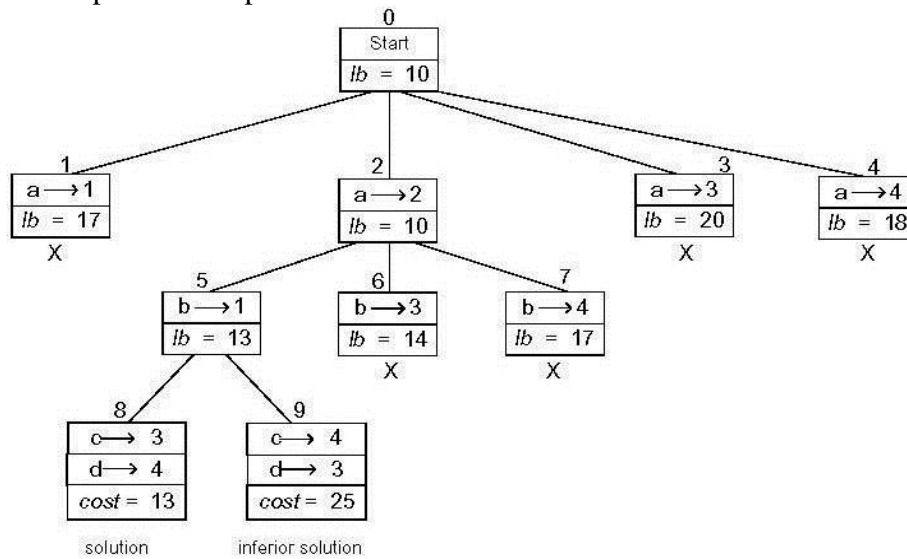 0
Start
lb = 10
1
a → 1
lb = 17
X
2
a → 2
lb = 10
3
a → 3
lb = 20
X
4
a → 4
lb = 18
X
5
b → 1
lb = 13
6
b → 3
lb = 14
X
7
b → 4
lb = 17
X
8
c → 3
d → 4
cost = 13
solution
9
c → 4
d → 3
cost = 25
inferior solution